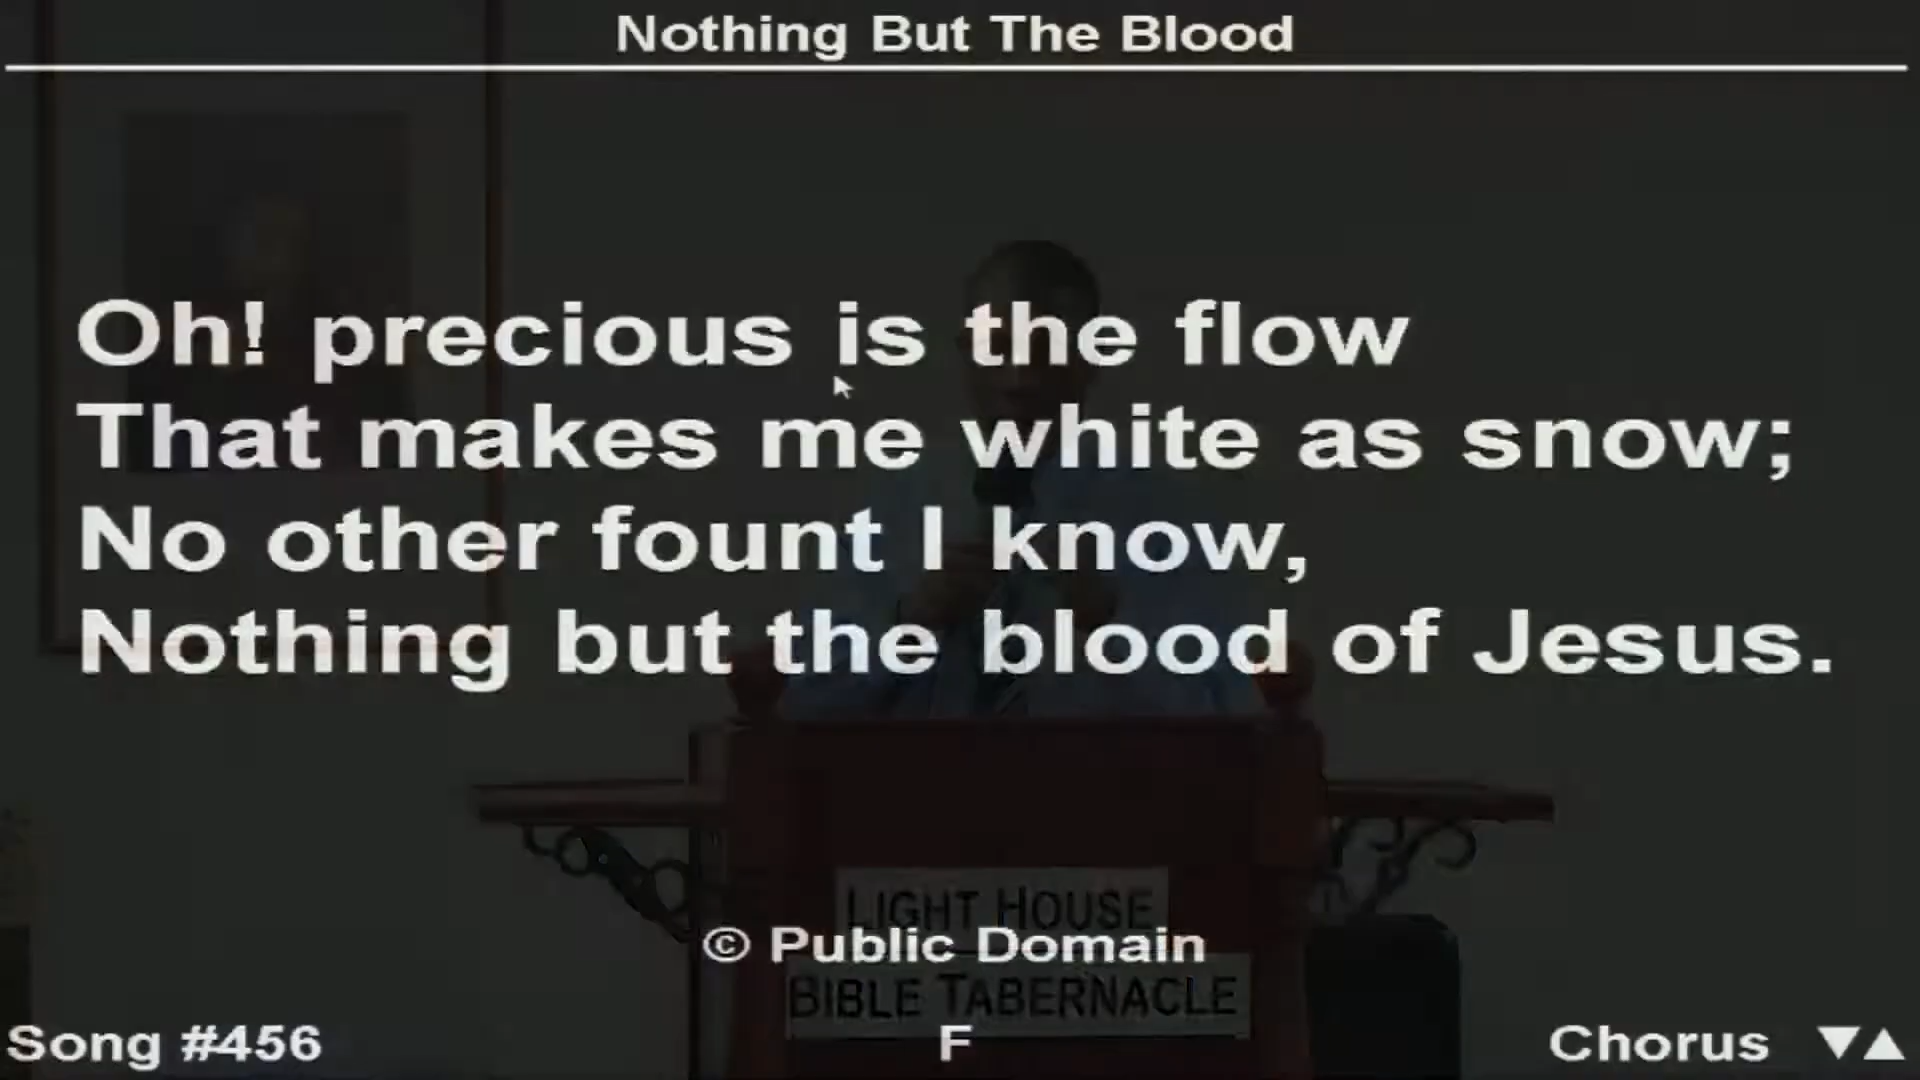 Nothing But The Blood
Oh! precious is the flow
That makes me white as snow;
No other fount I know,
Nothing but the blood of Jesus.
LIGHT HOUSE
© Public Domain
BIBLE TABERNACLE
Song #456
F
Chorus ▼▲